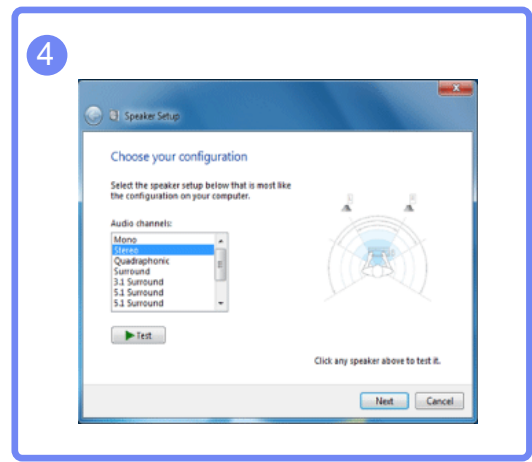 4
Speaker Setup
Choose your configuration
Select the speaker setup below that is most like
the configuration on your computer.
Audio channels:
Mono
Stereo
Quadraphonic
Surround
3.1 Surround
5.1 Surround
5.1 Surround
Test
Click any speaker above to test it.
Next
Cancel